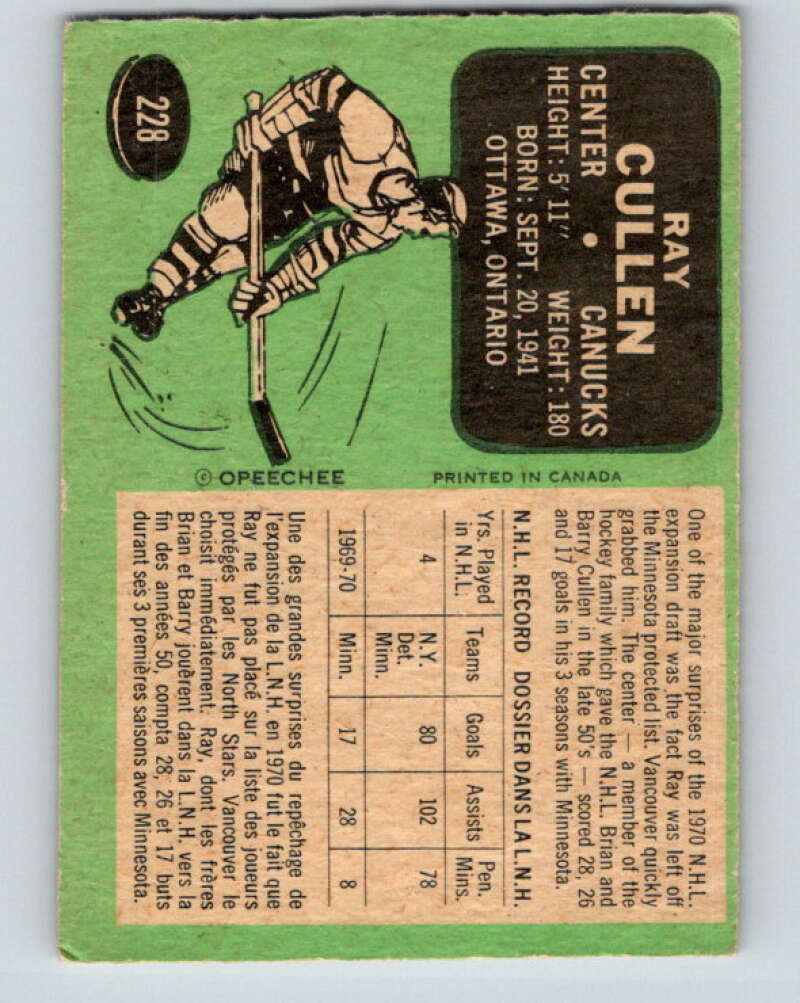 228
RAY
CULLEN
CENTER • CANUCKS
HEIGHT: 5' 11" WEIGHT: 180
BORN: SEPT. 20, 1941
OTTAWA, ONTARIO
© OPEECHEE
PRINTED IN CANADA
One of the major surprises of the 1970 N.H.L.
expansion draft was the fact Ray was left off
the Minnesota protected list. Vancouver quickly
grabbed him. The center — a member of the
hockey family which gave the N.H.L. Brian and
Barry Cullen in the late 50's — scored 28, 26
and 17 goals in his 3 seasons with Minnesota.
N.H.L. RECORD DOSSIER DANS LA L.N.H.
Yrs. Played in N.H.L. Teams Goals Assists Pen. Mins.
4 N.Y. Det. Minn. 80 102 78
1969-70 Minn. 17 28 8
Une des grandes surprises du repêchage de
l'expansion de la L.N.H. en 1970 fut le fait que
Ray ne fut pas placé sur la liste des joueurs
protégés par les North Stars. Vancouver le
choisit immédiatement. Ray, dont les frères
Brian et Barry jouèrent dans la L.N.H. vers la
fin des années 50, compta 28, 26 et 17 buts
durant ses 3 premières saisons avec Minnesota.